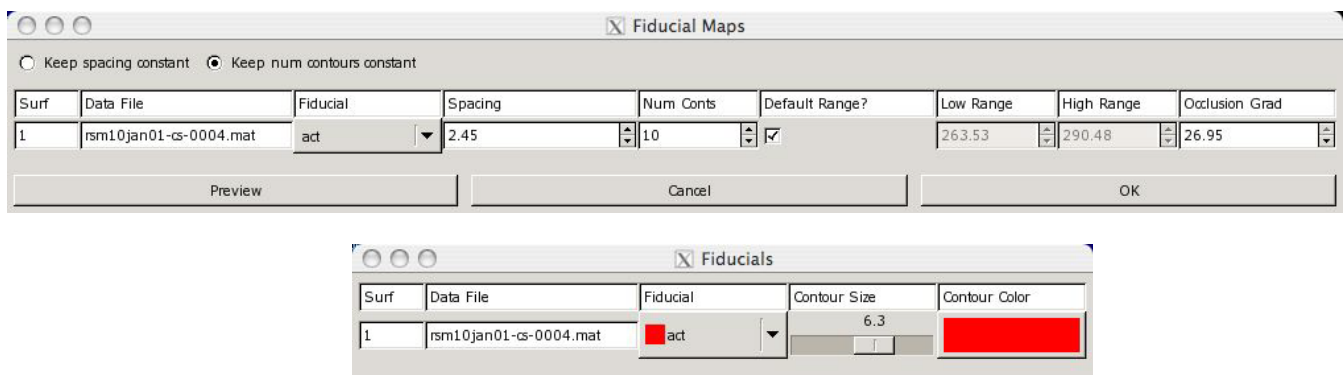 Fiducial Maps
Keep spacing constant Keep num contours constant
Surf Data File Fiducial Spacing Num Conts Default Range? Low Range High Range Occlusion Grad
1 rsm10jan01-cs-0004.mat act 2.45 10 263.53 290.48 26.95
Preview Cancel OK
Fiducials
Surf Data File Fiducial Contour Size Contour Color
6.3
1 rsm10jan01-cs-0004.mat act